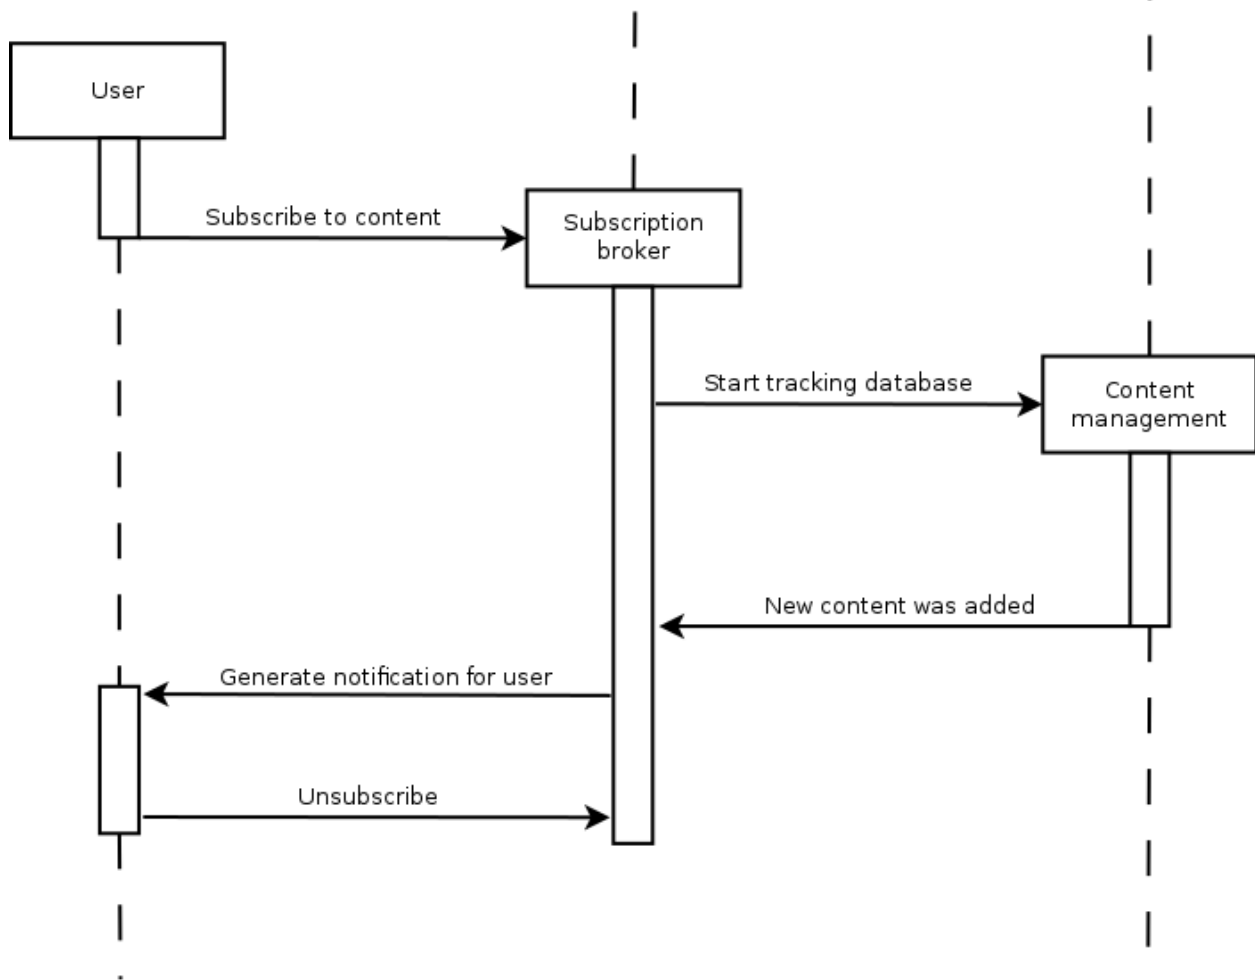 User
Subscribe to content
Subscription
broker
Start tracking database
Content
management
New content was added
Generate notification for user
Unsubscribe